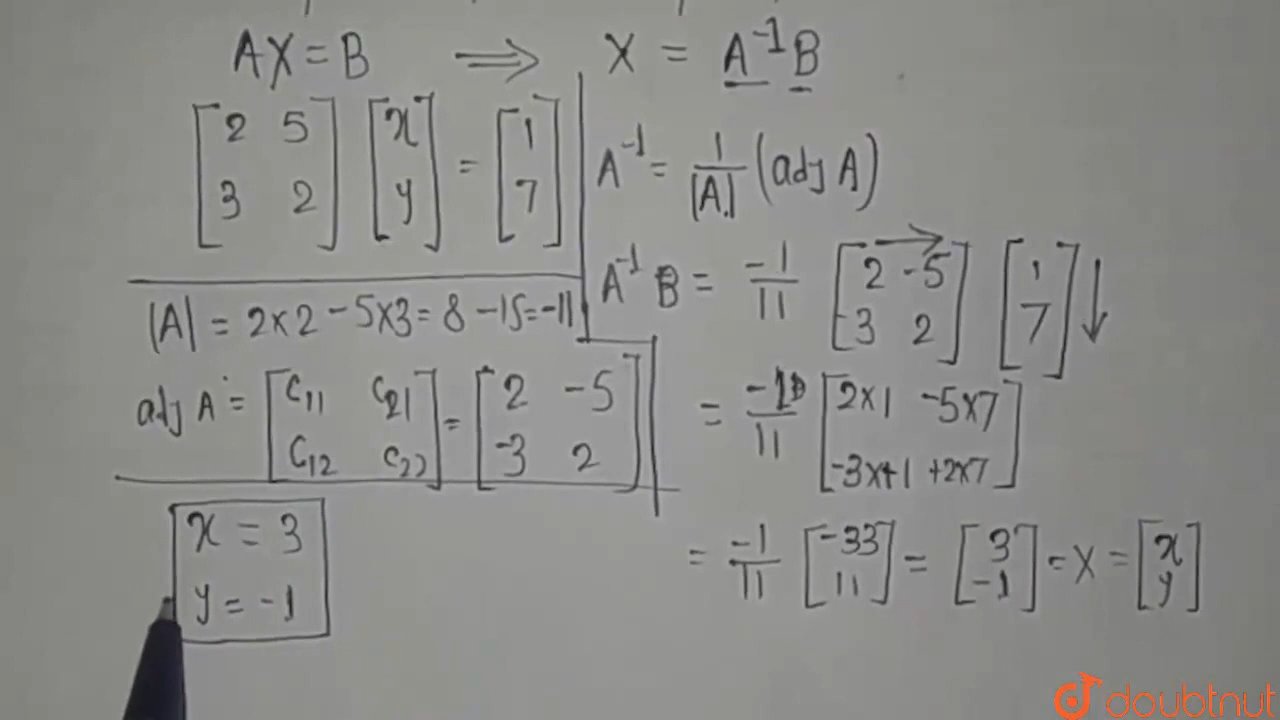 AX = B ⟹ X = A⁻¹B
[2 5; 3 2] [x; y] = [1; 7]
|A| = 2×2 - 5×3 = 8 - 15 = -11
adj A = [C₁₁ C₂₁; C₁₂ C₂₂] = [2 -5; -3 2]
x = 3
y = -1
A⁻¹ = 1/|A| (adj A)
A⁻¹ B = -1/11 [2 -5; -3 2] [1; 7]
= -1/11 [2×1 -5×7; -3×+1 +2×7]
= -1/11 [-33; 11] = [3; -1] = X = [x; y]
doubtnut